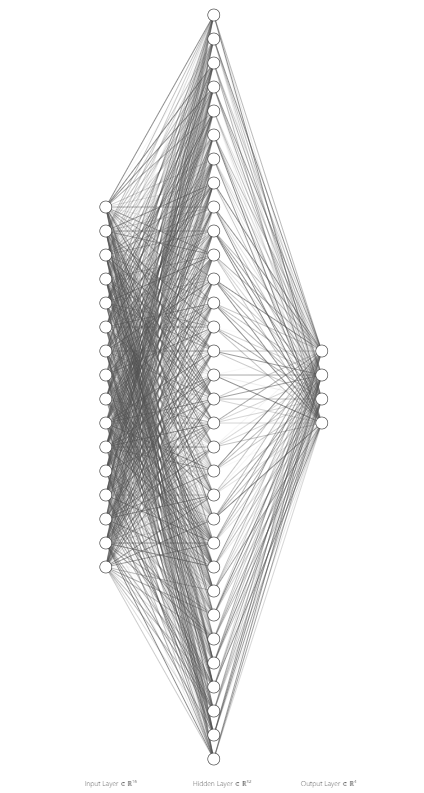 Input Layer ∈ ℝ¹⁶
Hidden Layer ∈ ℝ³²
Output Layer ∈ ℝ⁴